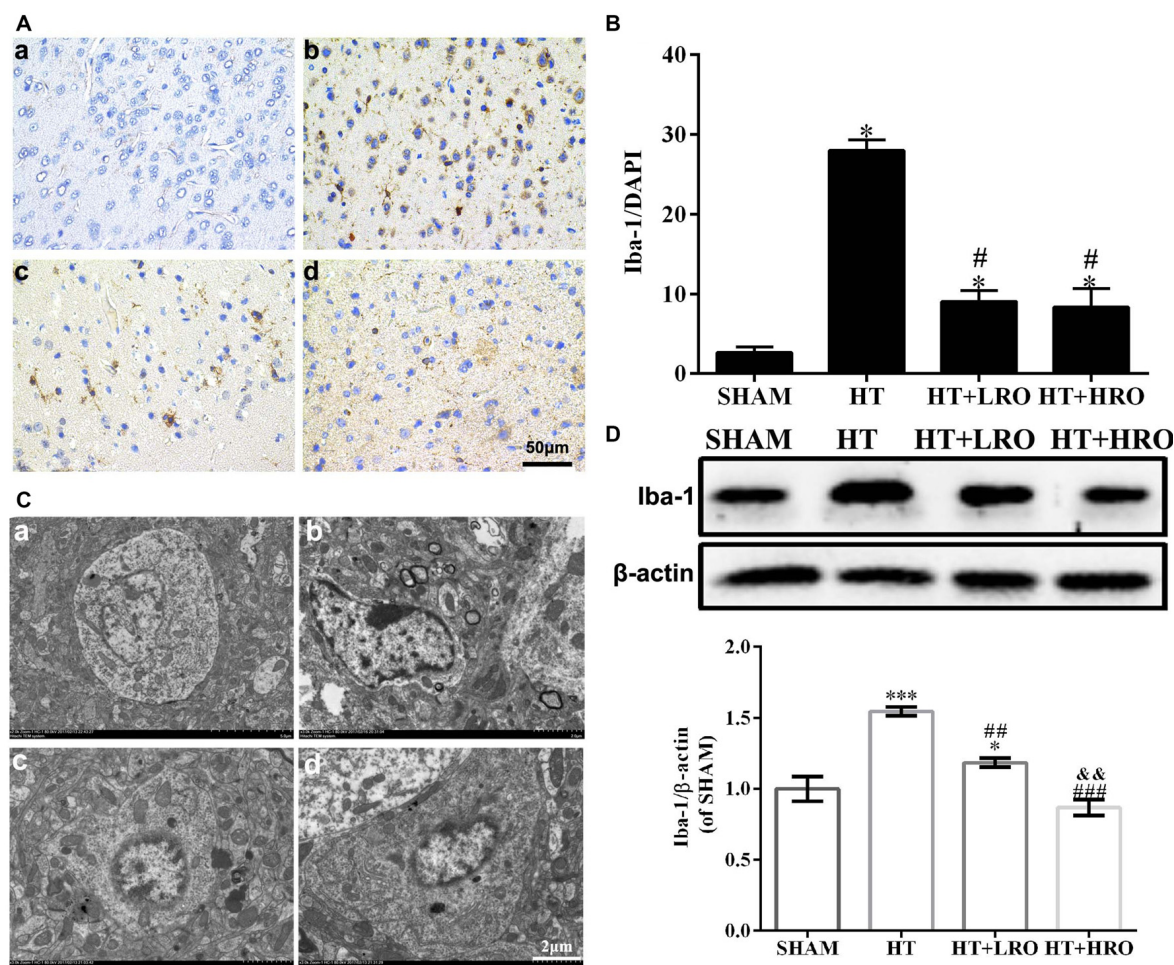 A
a
b
c
d
50μm
B
40
30
20
10
0
Iba-1/DAPI
*
#
*
#
*
SHAM HT HT+LRO HT+HRO
C
a
b
c
d
2μm
D
SHAM HT HT+LRO HT+HRO
Iba-1
β-actin
2.0
1.5
1.0
0.5
0.0
Iba-1/β-actin
(of SHAM)
***
##
*
&&
###
SHAM HT HT+LRO HT+HRO